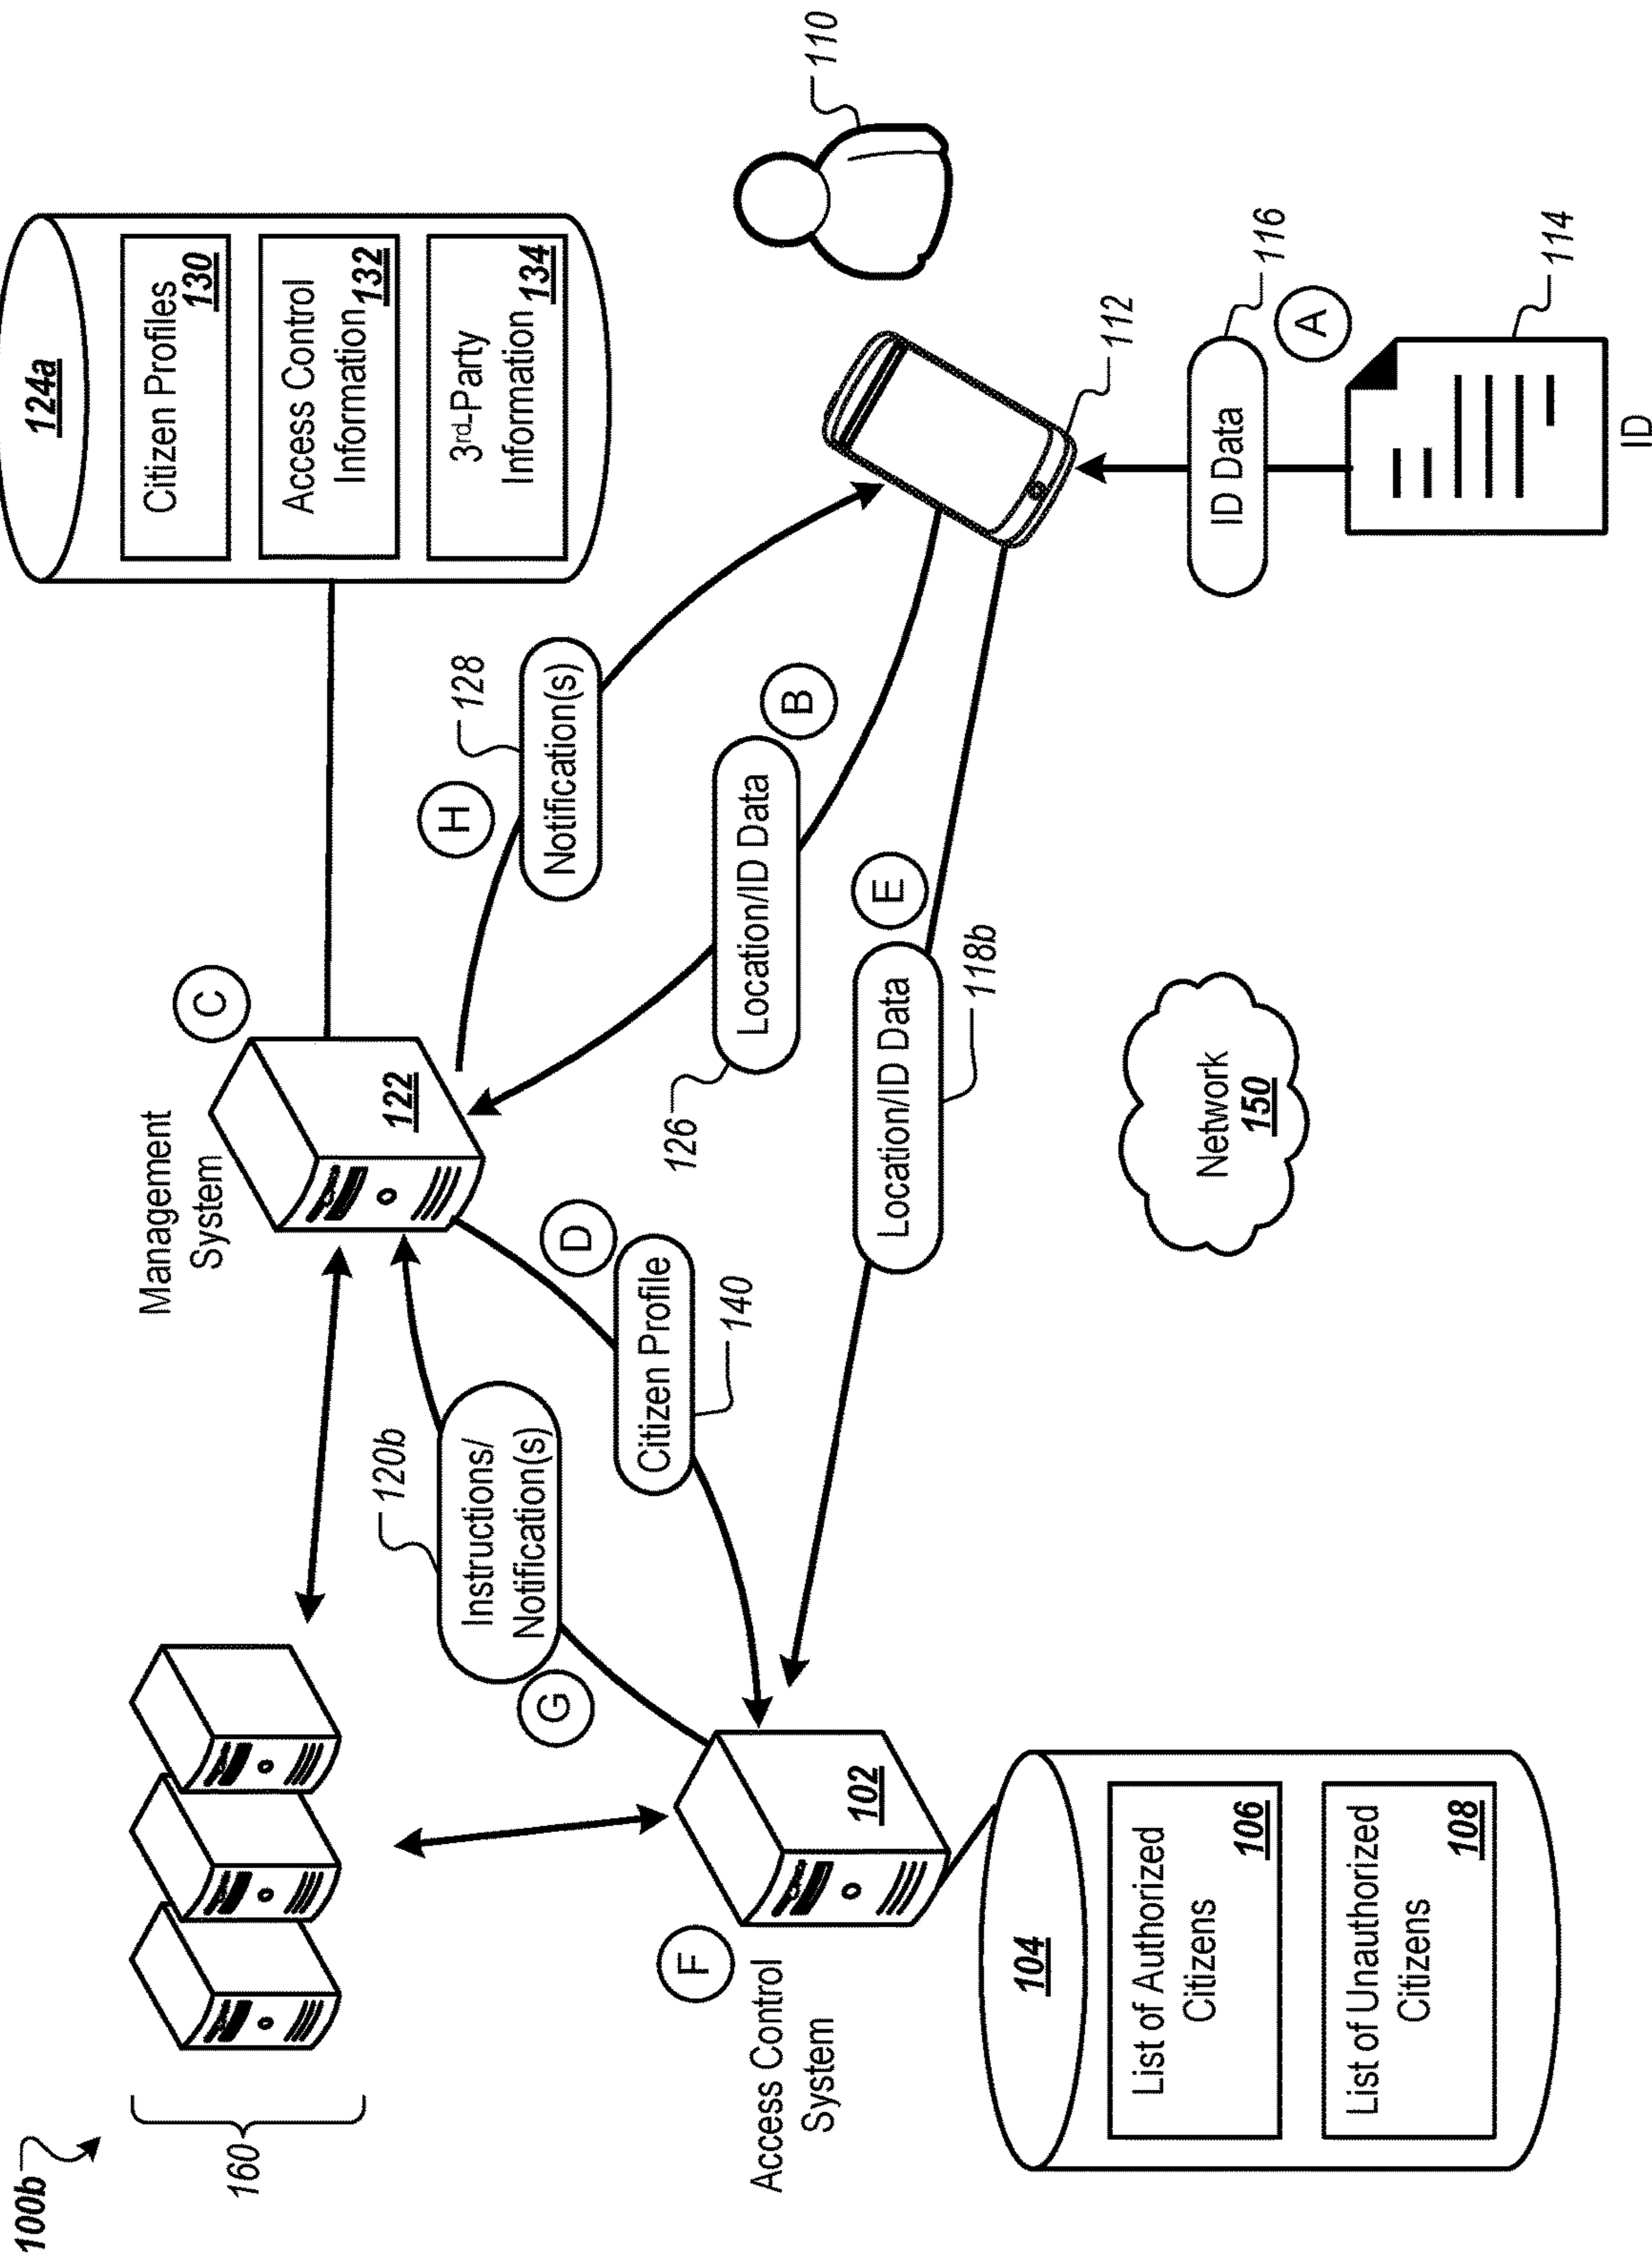 100b
160
Management
System
122
C
124a
Citizen Profiles
130
Access Control
Information
132
3rd-Party
Information
134
120b
Instructions/
Notification(s)
G
D
Citizen Profile
140
H
128
Notification(s)
B
Location/ID Data
126
E
Location/ID Data
118b
110
112
F
Access Control
System
102
104
List of Authorized
Citizens
106
List of Unauthorized
Citizens
108
Network
150
ID Data
116
A
114
ID